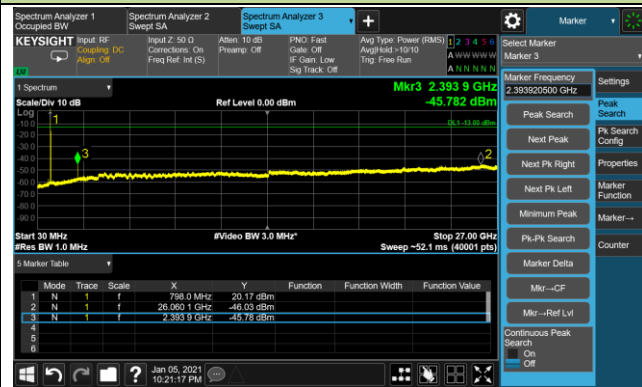 Spectrum Analyzer 1
Occupied BW
Spectrum Analyzer 2
Swept SA
Spectrum Analyzer 3
Swept SA
+
Marker
KEYSIGHT
Input: RF
Coupling: DC
Align: Off
Input Z: 50 Ω
Corrections: On
Freq Ref: Int (S)
Atten: 10 dB
Preamp: Off
PNO: Fast
Gate: Off
IF Gain: Low
Sig Track: Off
Avg Type: Power (RMS)
Avg|Hold:>10/10
Trig: Free Run
1 2 3 4 5 6
A W W W W W
A N N N N N
Select Marker
Marker 3
1 Spectrum
Mkr3 2.393 9 GHz
-45.782 dBm
Scale/Div 10 dB
Ref Level 0.00 dBm
Log
-10.0
-20.0
-30.0
-40.0
-50.0
-60.0
-70.0
-80.0
-90.0
1
3
2
DL1 -13.00 dBm
Start 30 MHz
#Video BW 3.0 MHz*
Stop 27.00 GHz
#Res BW 1.0 MHz
Sweep ~52.1 ms (40001 pts)
5 Marker Table
Mode Trace Scale X Y Function Function Width Function Value
1 N 1 f 798.0 MHz 20.17 dBm
2 N 1 f 26.060 1 GHz -46.03 dBm
3 N 1 f 2.393 9 GHz -45.78 dBm
4
5
6
Marker Frequency
2.393920500 GHz
Peak Search
Next Peak
Next Pk Right
Next Pk Left
Minimum Peak
Pk-Pk Search
Marker Delta
Mkr→CF
Mkr→Ref Lvl
Continuous Peak
Search
On
Off
Settings
Peak
Search
Pk Search
Config
Properties
Marker
Function
Marker→
Counter
?
Jan 05, 2021
10:21:17 PM